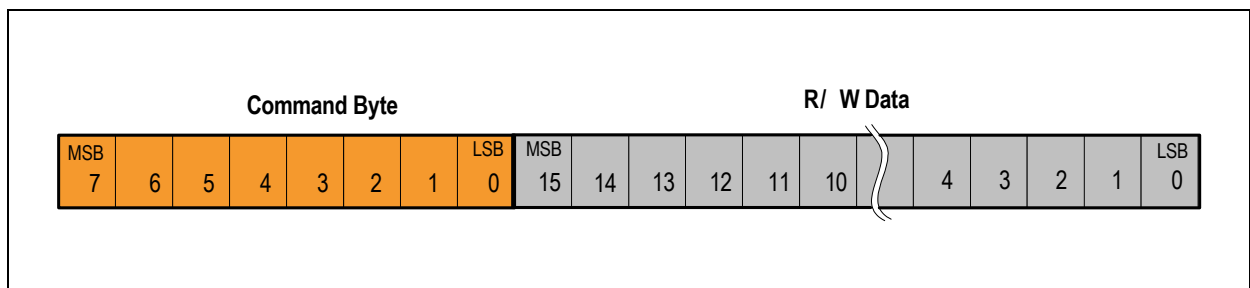 Command Byte
R/ W Data
MSB LSB MSB LSB
7 6 5 4 3 2 1 0 15 14 13 12 11 10 4 3 2 1 0